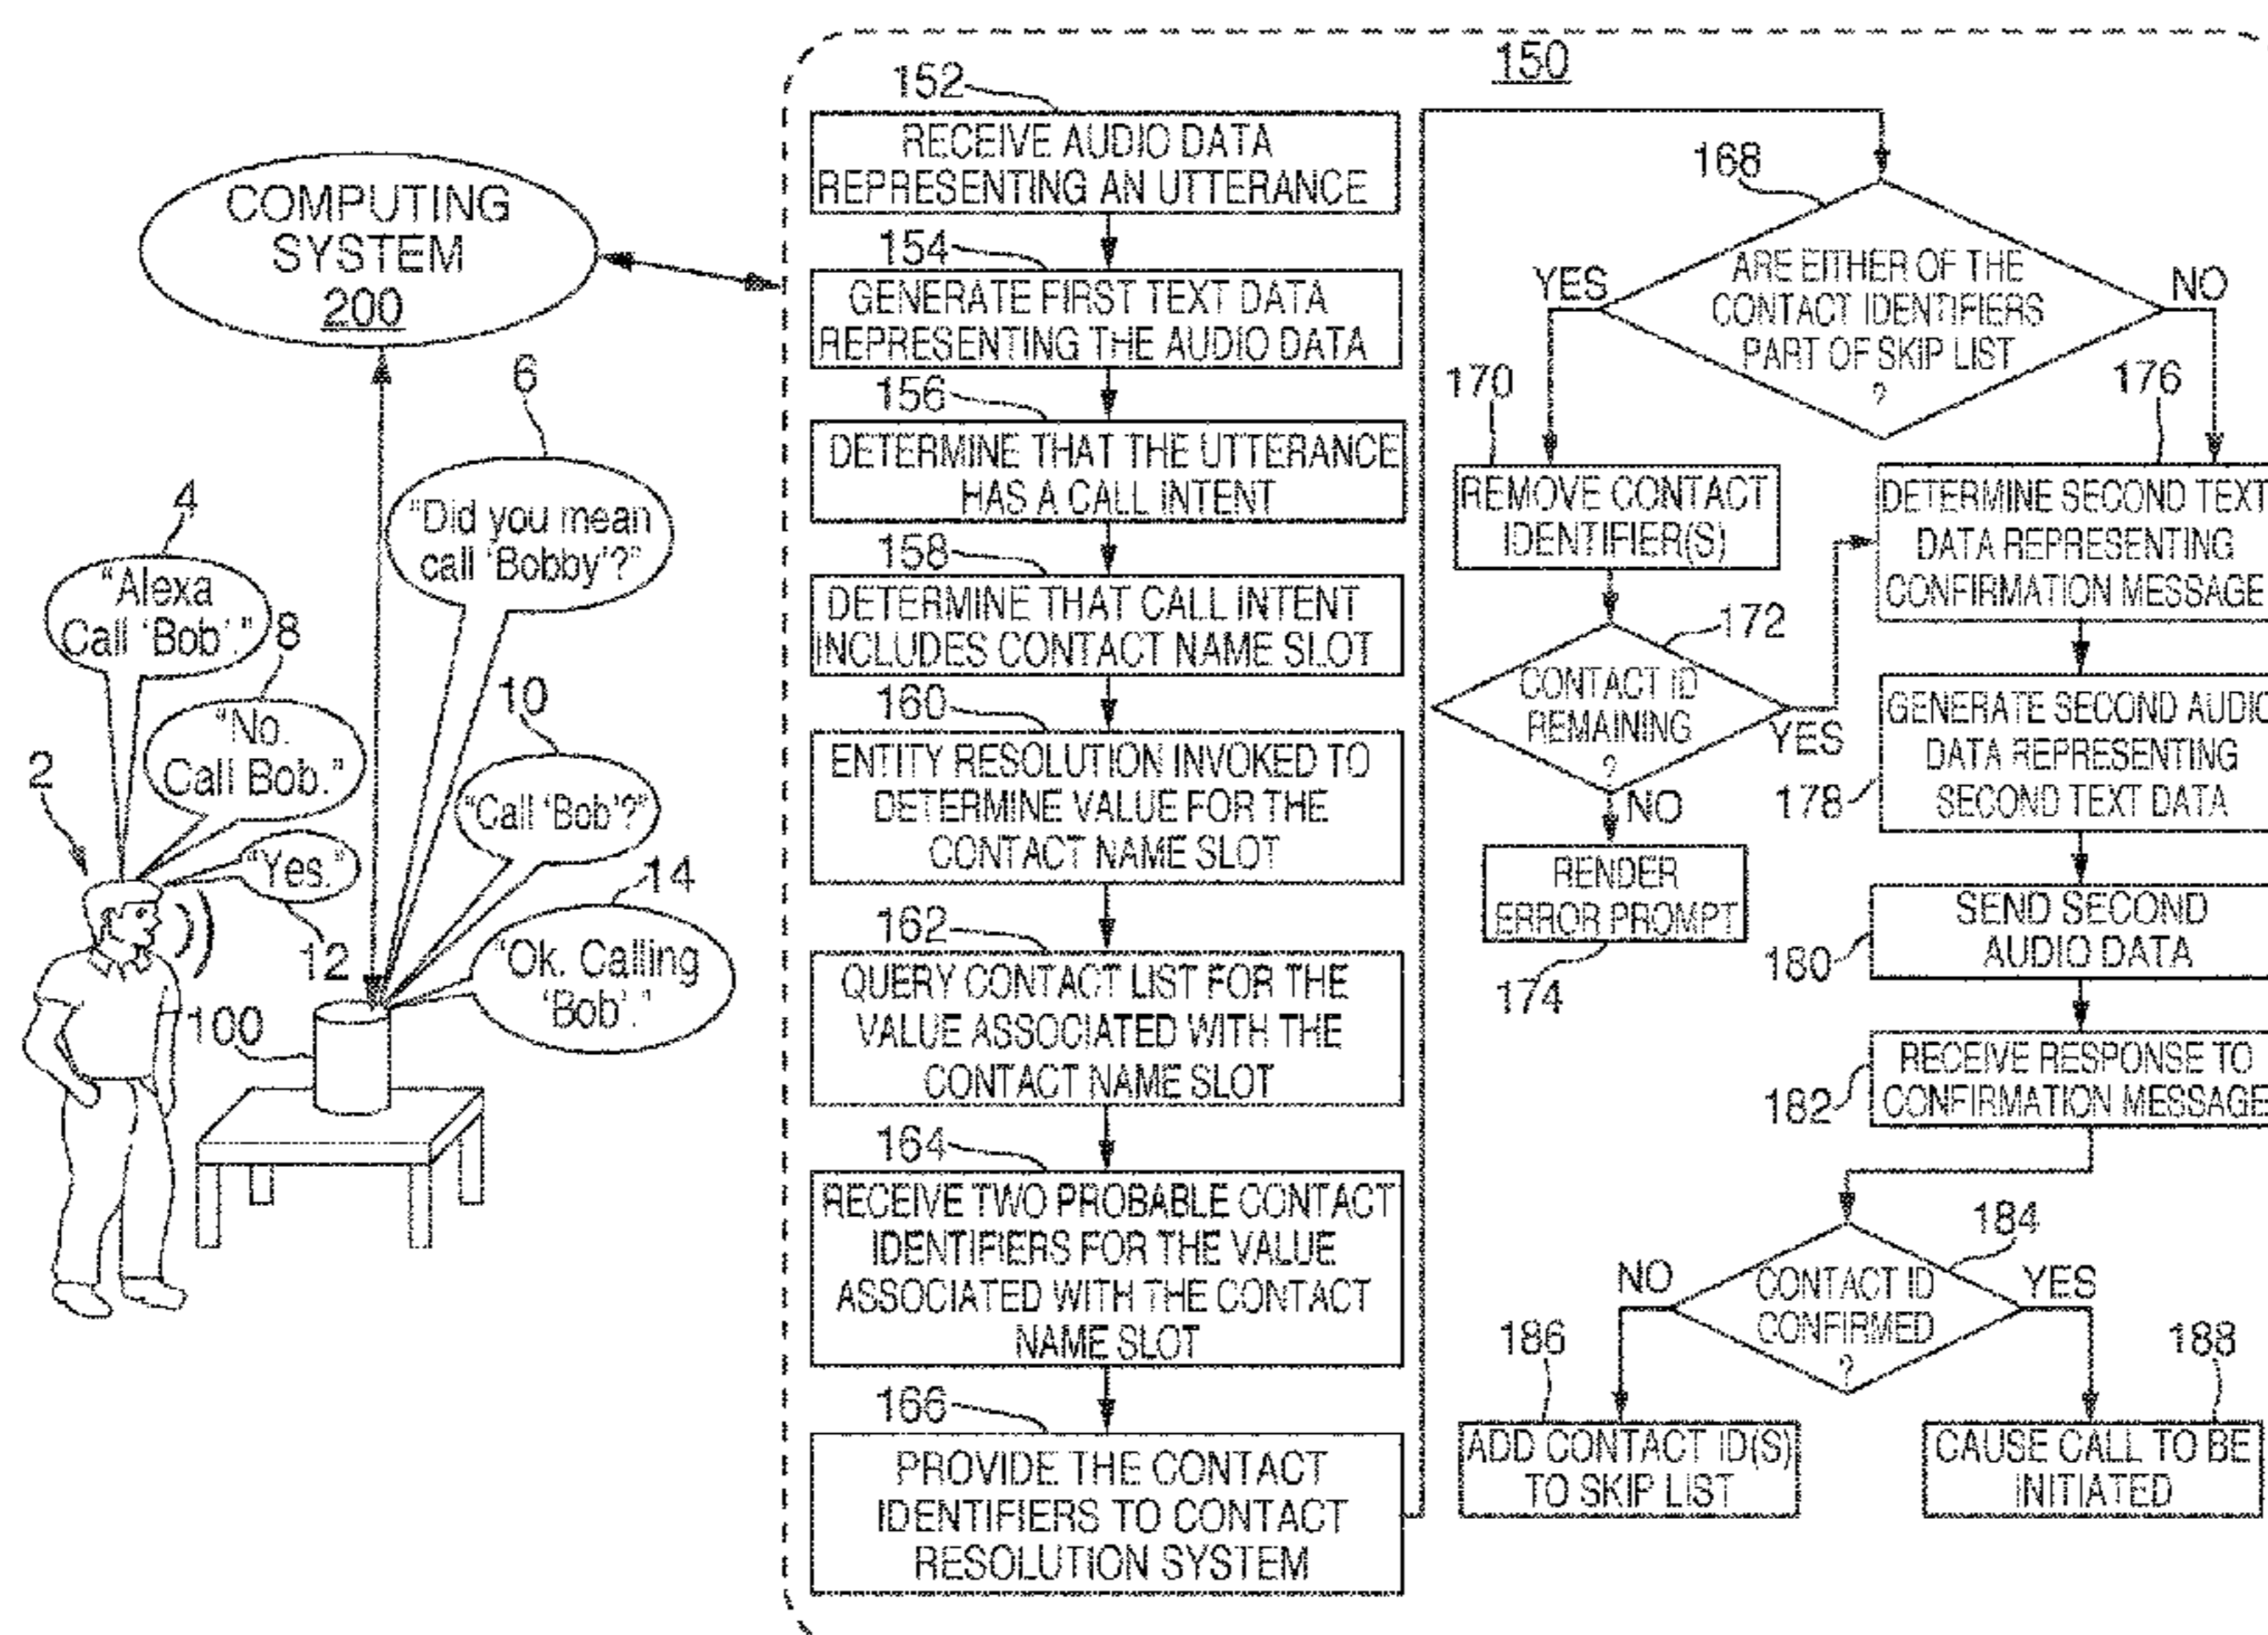 COMPUTING
SYSTEM
200
6
"Did you mean
call 'Bobby'?"
4
"Alexa
Call 'Bob'."
8
"No.
Call Bob."
10
"Call 'Bob'?"
2
"Yes."
12
14
"Ok. Calling
'Bob'."
100
150
152
RECEIVE AUDIO DATA
REPRESENTING AN UTTERANCE
154
GENERATE FIRST TEXT DATA
REPRESENTING THE AUDIO DATA
156
DETERMINE THAT THE UTTERANCE
HAS A CALL INTENT
158
DETERMINE THAT CALL INTENT
INCLUDES CONTACT NAME SLOT
160
ENTITY RESOLUTION INVOKED TO
DETERMINE VALUE FOR THE
CONTACT NAME SLOT
162
QUERY CONTACT LIST FOR THE
VALUE ASSOCIATED WITH THE
CONTACT NAME SLOT
164
RECEIVE TWO PROBABLE CONTACT
IDENTIFIERS FOR THE VALUE
ASSOCIATED WITH THE CONTACT
NAME SLOT
166
PROVIDE THE CONTACT
IDENTIFIERS TO CONTACT
RESOLUTION SYSTEM
168
ARE EITHER OF THE
CONTACT IDENTIFIERS
PART OF SKIP LIST
?
YES
NO
170
REMOVE CONTACT
IDENTIFIER(S)
172
CONTACT ID
REMAINING
?
YES
NO
RENDER
ERROR PROMPT
174
176
DETERMINE SECOND TEXT
DATA REPRESENTING
CONFIRMATION MESSAGE
178
GENERATE SECOND AUDIO
DATA REPRESENTING
SECOND TEXT DATA
180
SEND SECOND
AUDIO DATA
182
RECEIVE RESPONSE TO
CONFIRMATION MESSAGE
184
CONTACT ID
CONFIRMED
?
NO
YES
186
ADD CONTACT ID(S)
TO SKIP LIST
188
CAUSE CALL TO BE
INITIATED